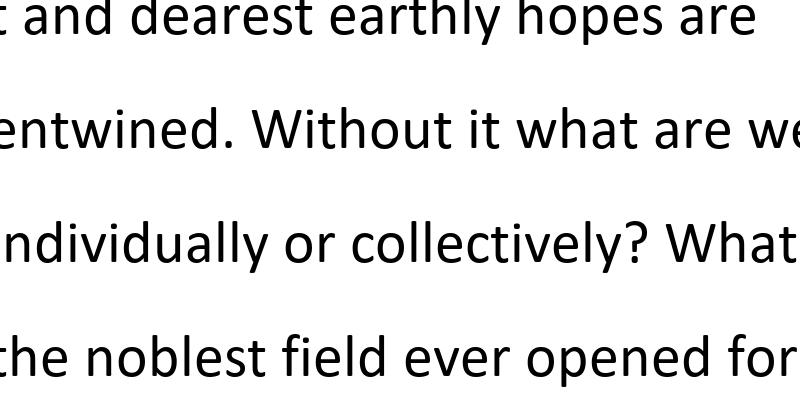 t and dearest earthly hopes are
entwined. Without it what are we
ndividually or collectively? What
the noblest field ever opened for